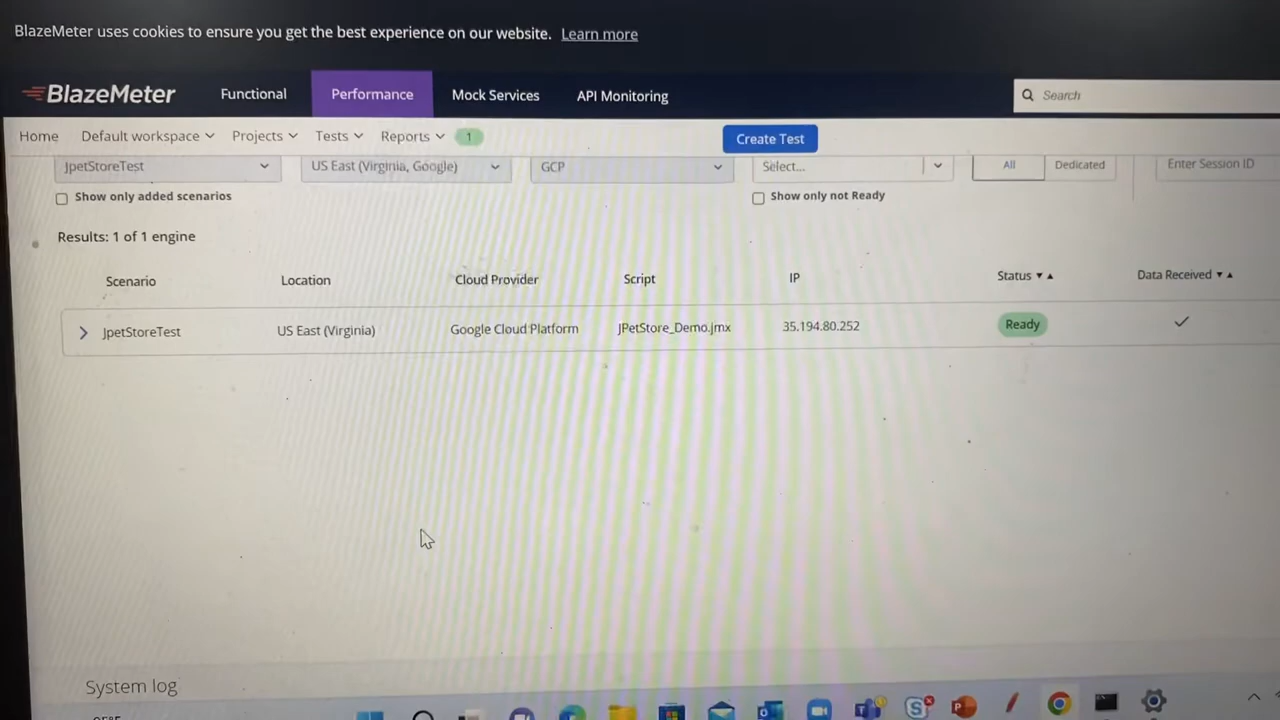 BlazeMeter uses cookies to ensure you get the best experience on our website. Learn more
BlazeMeter Functional Performance Mock Services API Monitoring Search
Home Default workspace Projects Tests Reports 1 Create Test
JpetStoreTest US East (Virginia, Google) GCP Select... All Dedicated Enter Session ID
Show only added scenarios Show only not Ready
Results: 1 of 1 engine
Scenario Location Cloud Provider Script IP Status Data Received
JpetStoreTest US East (Virginia) Google Cloud Platform JPetStore_Demo.jmx 35.194.80.252 Ready
System log